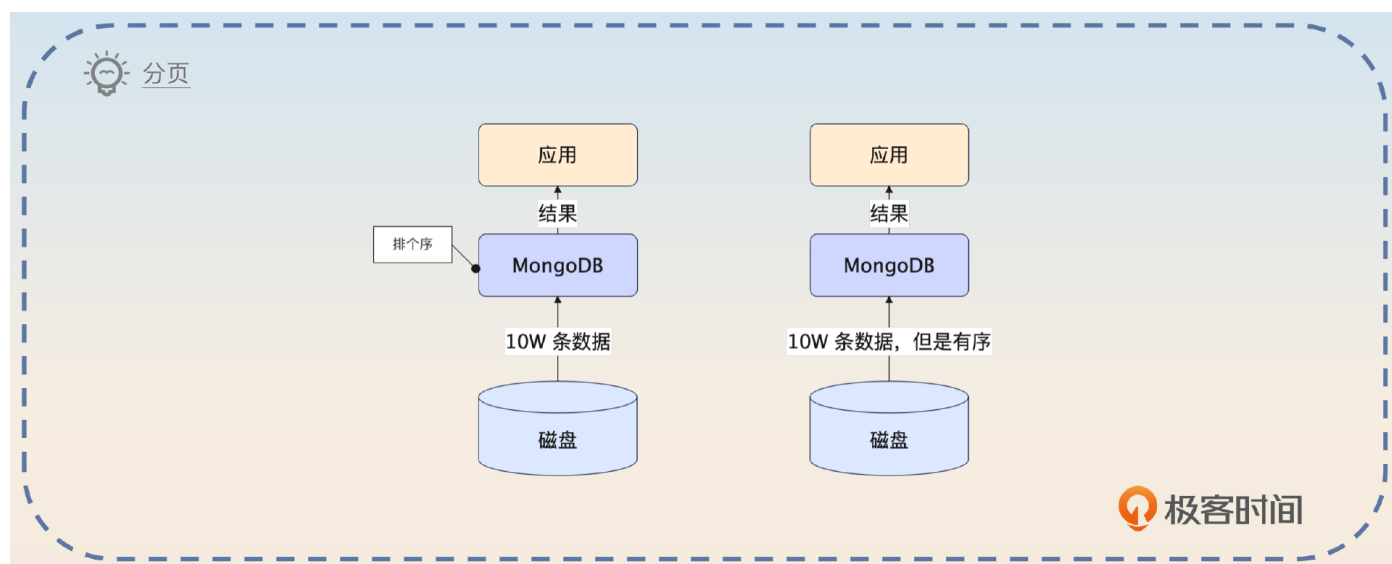 分页
应用
应用
结果
结果
排个序
MongoDB
MongoDB
10W 条数据
10W 条数据，但是有序
磁盘
磁盘
极客时间